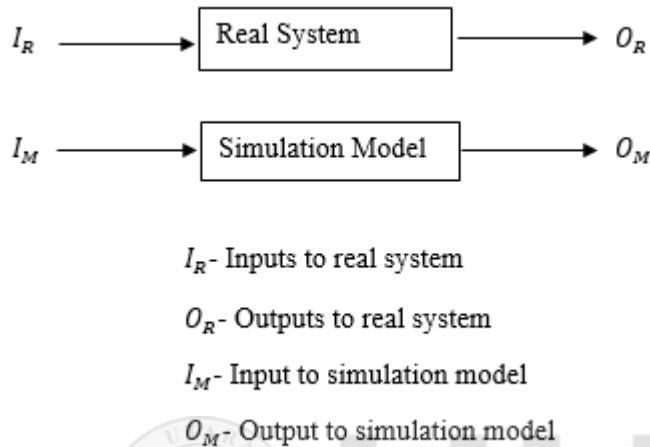 I_R Real System O_R
I_M Simulation Model O_M
I_R- Inputs to real system
O_R- Outputs to real system
I_M- Input to simulation model
O_M- Output to simulation model